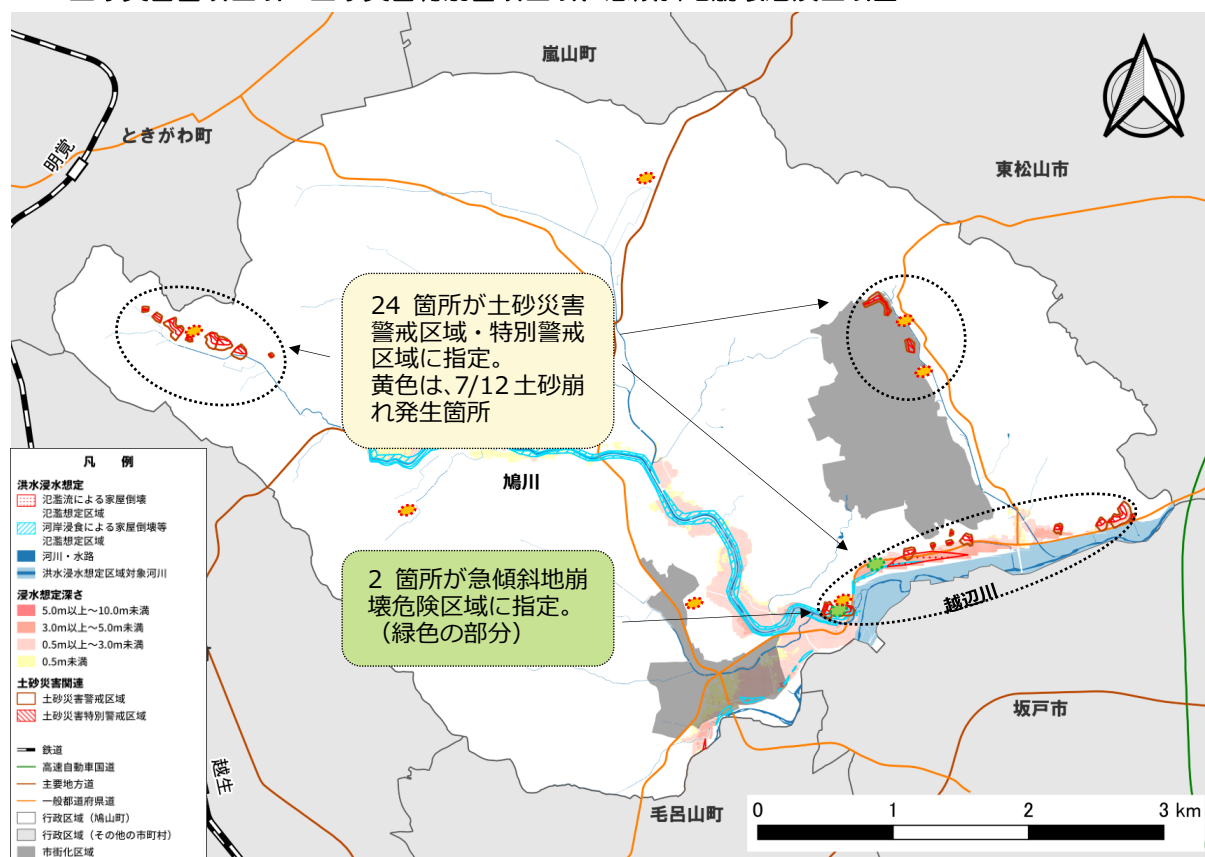 嵐山町
ときがわ町
明覚
東松山市
24 箇所が土砂災害
警戒区域・特別警戒
区域に指定。
黄色は、7/12 土砂崩
れ発生箇所
鳩川
2 箇所が急傾斜地崩
壊危険区域に指定。
（緑色の部分）
越辺川
坂戸市
越生
毛呂山町
凡 例
洪水浸水想定
氾濫流による家屋倒壊
氾濫想定区域
河岸浸食による家屋倒壊等
氾濫想定区域
河川・水路
洪水浸水想定区域対象河川
浸水想定深さ
5.0m以上～10.0m未満
3.0m以上～5.0m未満
0.5m以上～3.0m未満
0.5m未満
土砂災害関連
土砂災害警戒区域
土砂災害特別警戒区域
鉄道
高速自動車国道
主要地方道
一般都道府県道
行政区域（鳩山町）
行政区域（その他の市町村）
市街化区域
0 1 2 3 km